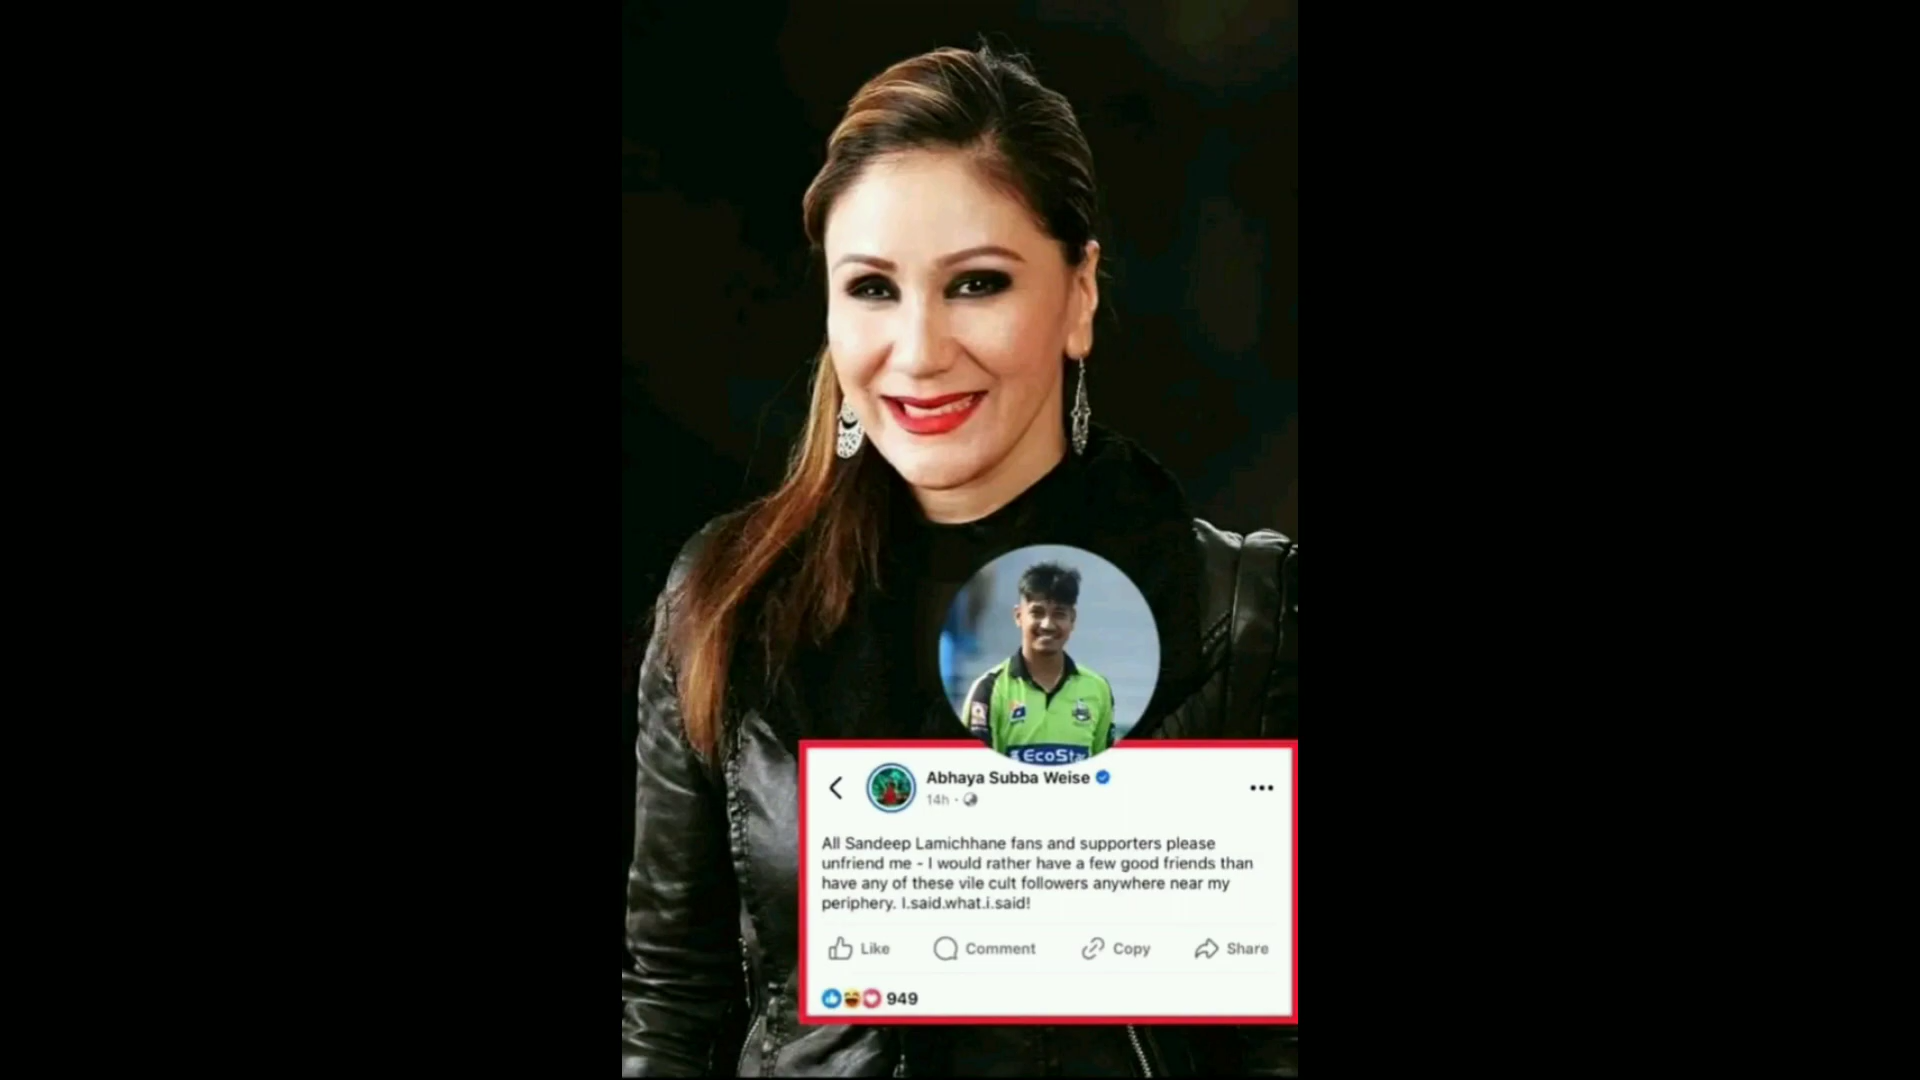 EcoSta
Abhaya Subba Weise
14h
All Sandeep Lamichhane fans and supporters please
unfriend me - I would rather have a few good friends than
have any of these vile cult followers anywhere near my
periphery. I.said.what.i.said!
Like Comment Copy Share
949